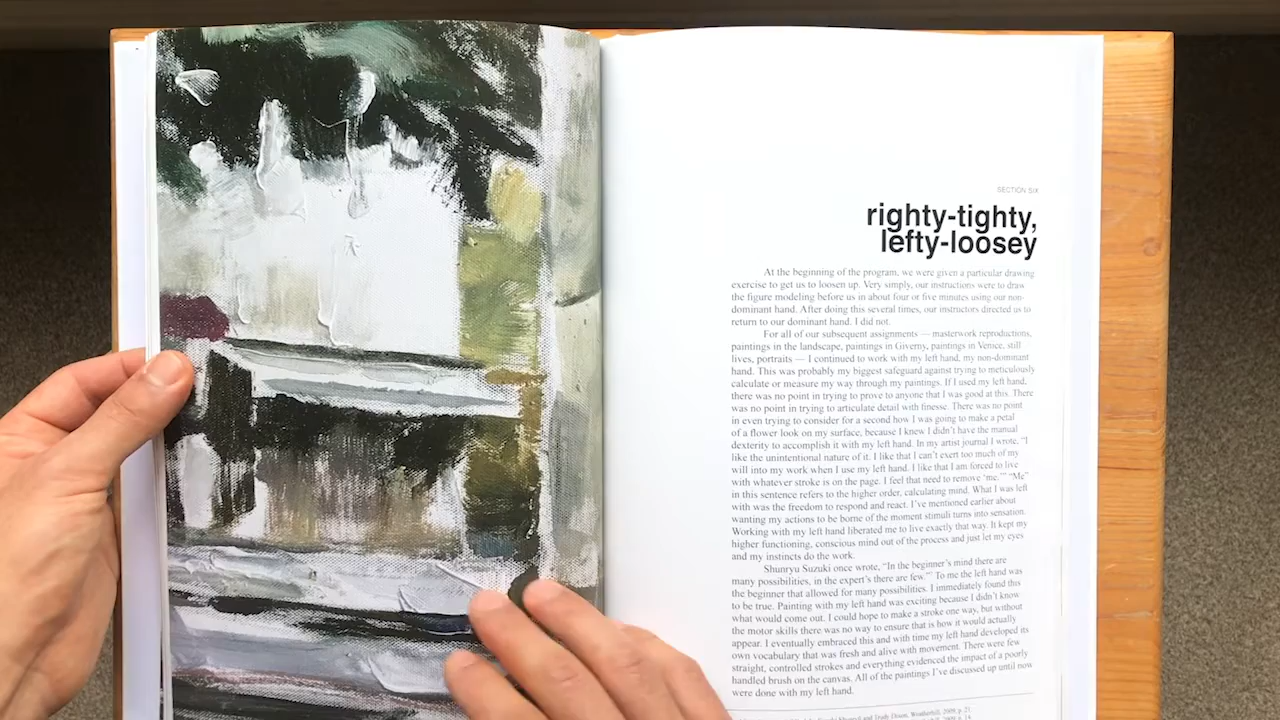 SECTION SIX
righty-tighty,
lefty-loosey
At the beginning of the program, we were given a particular drawing
exercise to get us to loosen up. Very simply, our instructions were to draw
the figure modeling before us in about four or five minutes using our non-
dominant hand. After doing this several times, our instructors directed us to
return to our dominant hand. I did not.
For all of our subsequent assignments — masterwork reproductions,
paintings in the landscape, paintings in Giverny, paintings in Venice, still
lives, portraits — I continued to work with my left hand, my non-dominant
hand. This was probably my biggest safeguard against trying to meticulously
calculate or measure my way through my paintings. If I used my left hand,
there was no point in trying to prove to anyone that I was good at this. There
was no point in trying to articulate detail with finesse. There was no point
in even trying to consider for a second how I was going to make a petal
of a flower look on my surface, because I knew I didn't have the manual
dexterity to accomplish it with my left hand. In my artist journal I wrote, "I
like the unintentional nature of it. I like that I can't exert too much of my
will into my work when I use my left hand. I like that I am forced to live
with whatever stroke is on the page. I feel that need to remove 'me.'" "Me"
in this sentence refers to the higher order, calculating mind. What I was left
with was the freedom to respond and react. I've mentioned earlier about
wanting my actions to be borne of the moment stimuli turns into sensation.
Working with my left hand liberated me to live exactly that way. It kept my
higher functioning, conscious mind out of the process and just let my eyes
and my instincts do the work.
Shunryu Suzuki once wrote, "In the beginner's mind there are
many possibilities, in the expert's there are few." To me the left hand was
the beginner that allowed for many possibilities. I immediately found this
to be true. Painting with my left hand was exciting because I didn't know
what would come out. I could hope to make a stroke one way, but without
the motor skills there was no way to ensure that is how it would actually
appear. I eventually embraced this and with time my left hand developed its
own vocabulary that was fresh and alive with movement. There were few
straight, controlled strokes and everything evidenced the impact of a poorly
handled brush on the canvas. All of the paintings I've discussed up until now
were done with my left hand.
and Trudy Dixon, Weatherhill, 2009, p. 21.